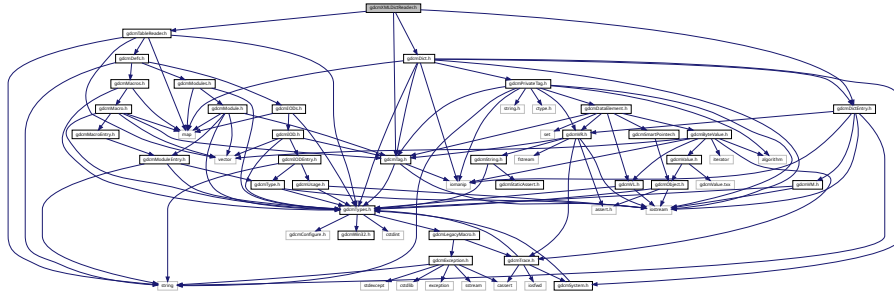 gdcmXMLDictReader.h
gdcmTableReader.h
gdcmDefs.h
gdcmDict.h
gdcmMacros.h
gdcmModules.h
gdcmPrivateTag.h
gdcmMacro.h
gdcmModule.h
gdcmIODs.h
string.h
ctype.h
gdcmDataElement.h
gdcmDictEntry.h
gdcmMacroEntry.h
map
gdcmIOD.h
set
gdcmVR.h
gdcmSmartPointer.h
gdcmByteValue.h
gdcmModuleEntry.h
vector
gdcmIODEntry.h
gdcmTag.h
gdcmString.h
fstream
gdcmValue.h
iterator
algorithm
gdcmType.h
gdcmUsage.h
iomanip
gdcmStaticAssert.h
gdcmVL.h
gdcmObject.h
gdcmValue.txx
gdcmVM.h
gdcmTypes.h
assert.h
iostream
gdcmConfigure.h
gdcmWin32.h
cstdint
gdcmLegacyMacro.h
gdcmException.h
gdcmTrace.h
string
stdexcept
cstdlib
exception
sstream
cassert
iosfwd
gdcmSystem.h